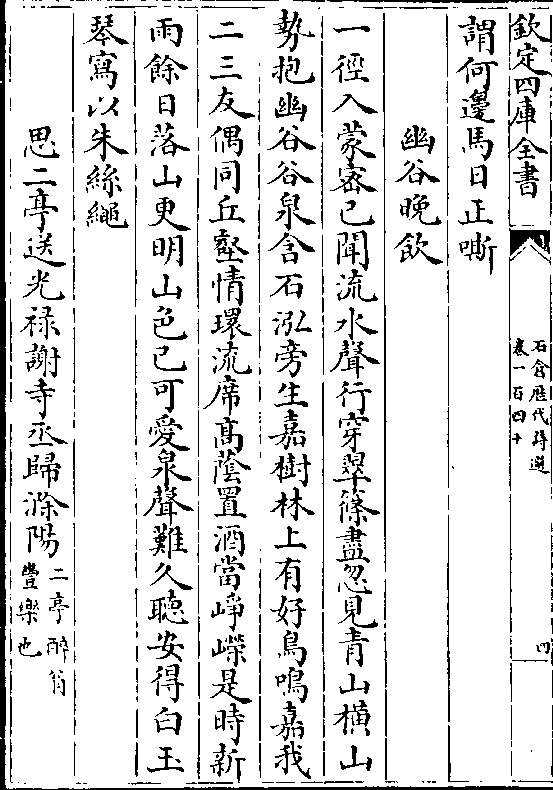 欽定四庫全書
石倉歴代詩選
卷一百四十
四
謂何邊馬日正嘶
幽谷晚飲
一徑入蒙密已聞流水聲行穿翠篠盡忽見青山横山
勢抱幽谷谷泉含石泓旁生嘉樹林上有好鳥鳴嘉我
二三友偶同丘壑情環流席髙蔭置酒當崢嶸是時新
雨餘日落山更明山色已可愛泉聲難久聽安得白玉
琴寫以朱絲繩
思二亭送光禄謝寺丞歸滁陽二亭醉翁
豐樂也